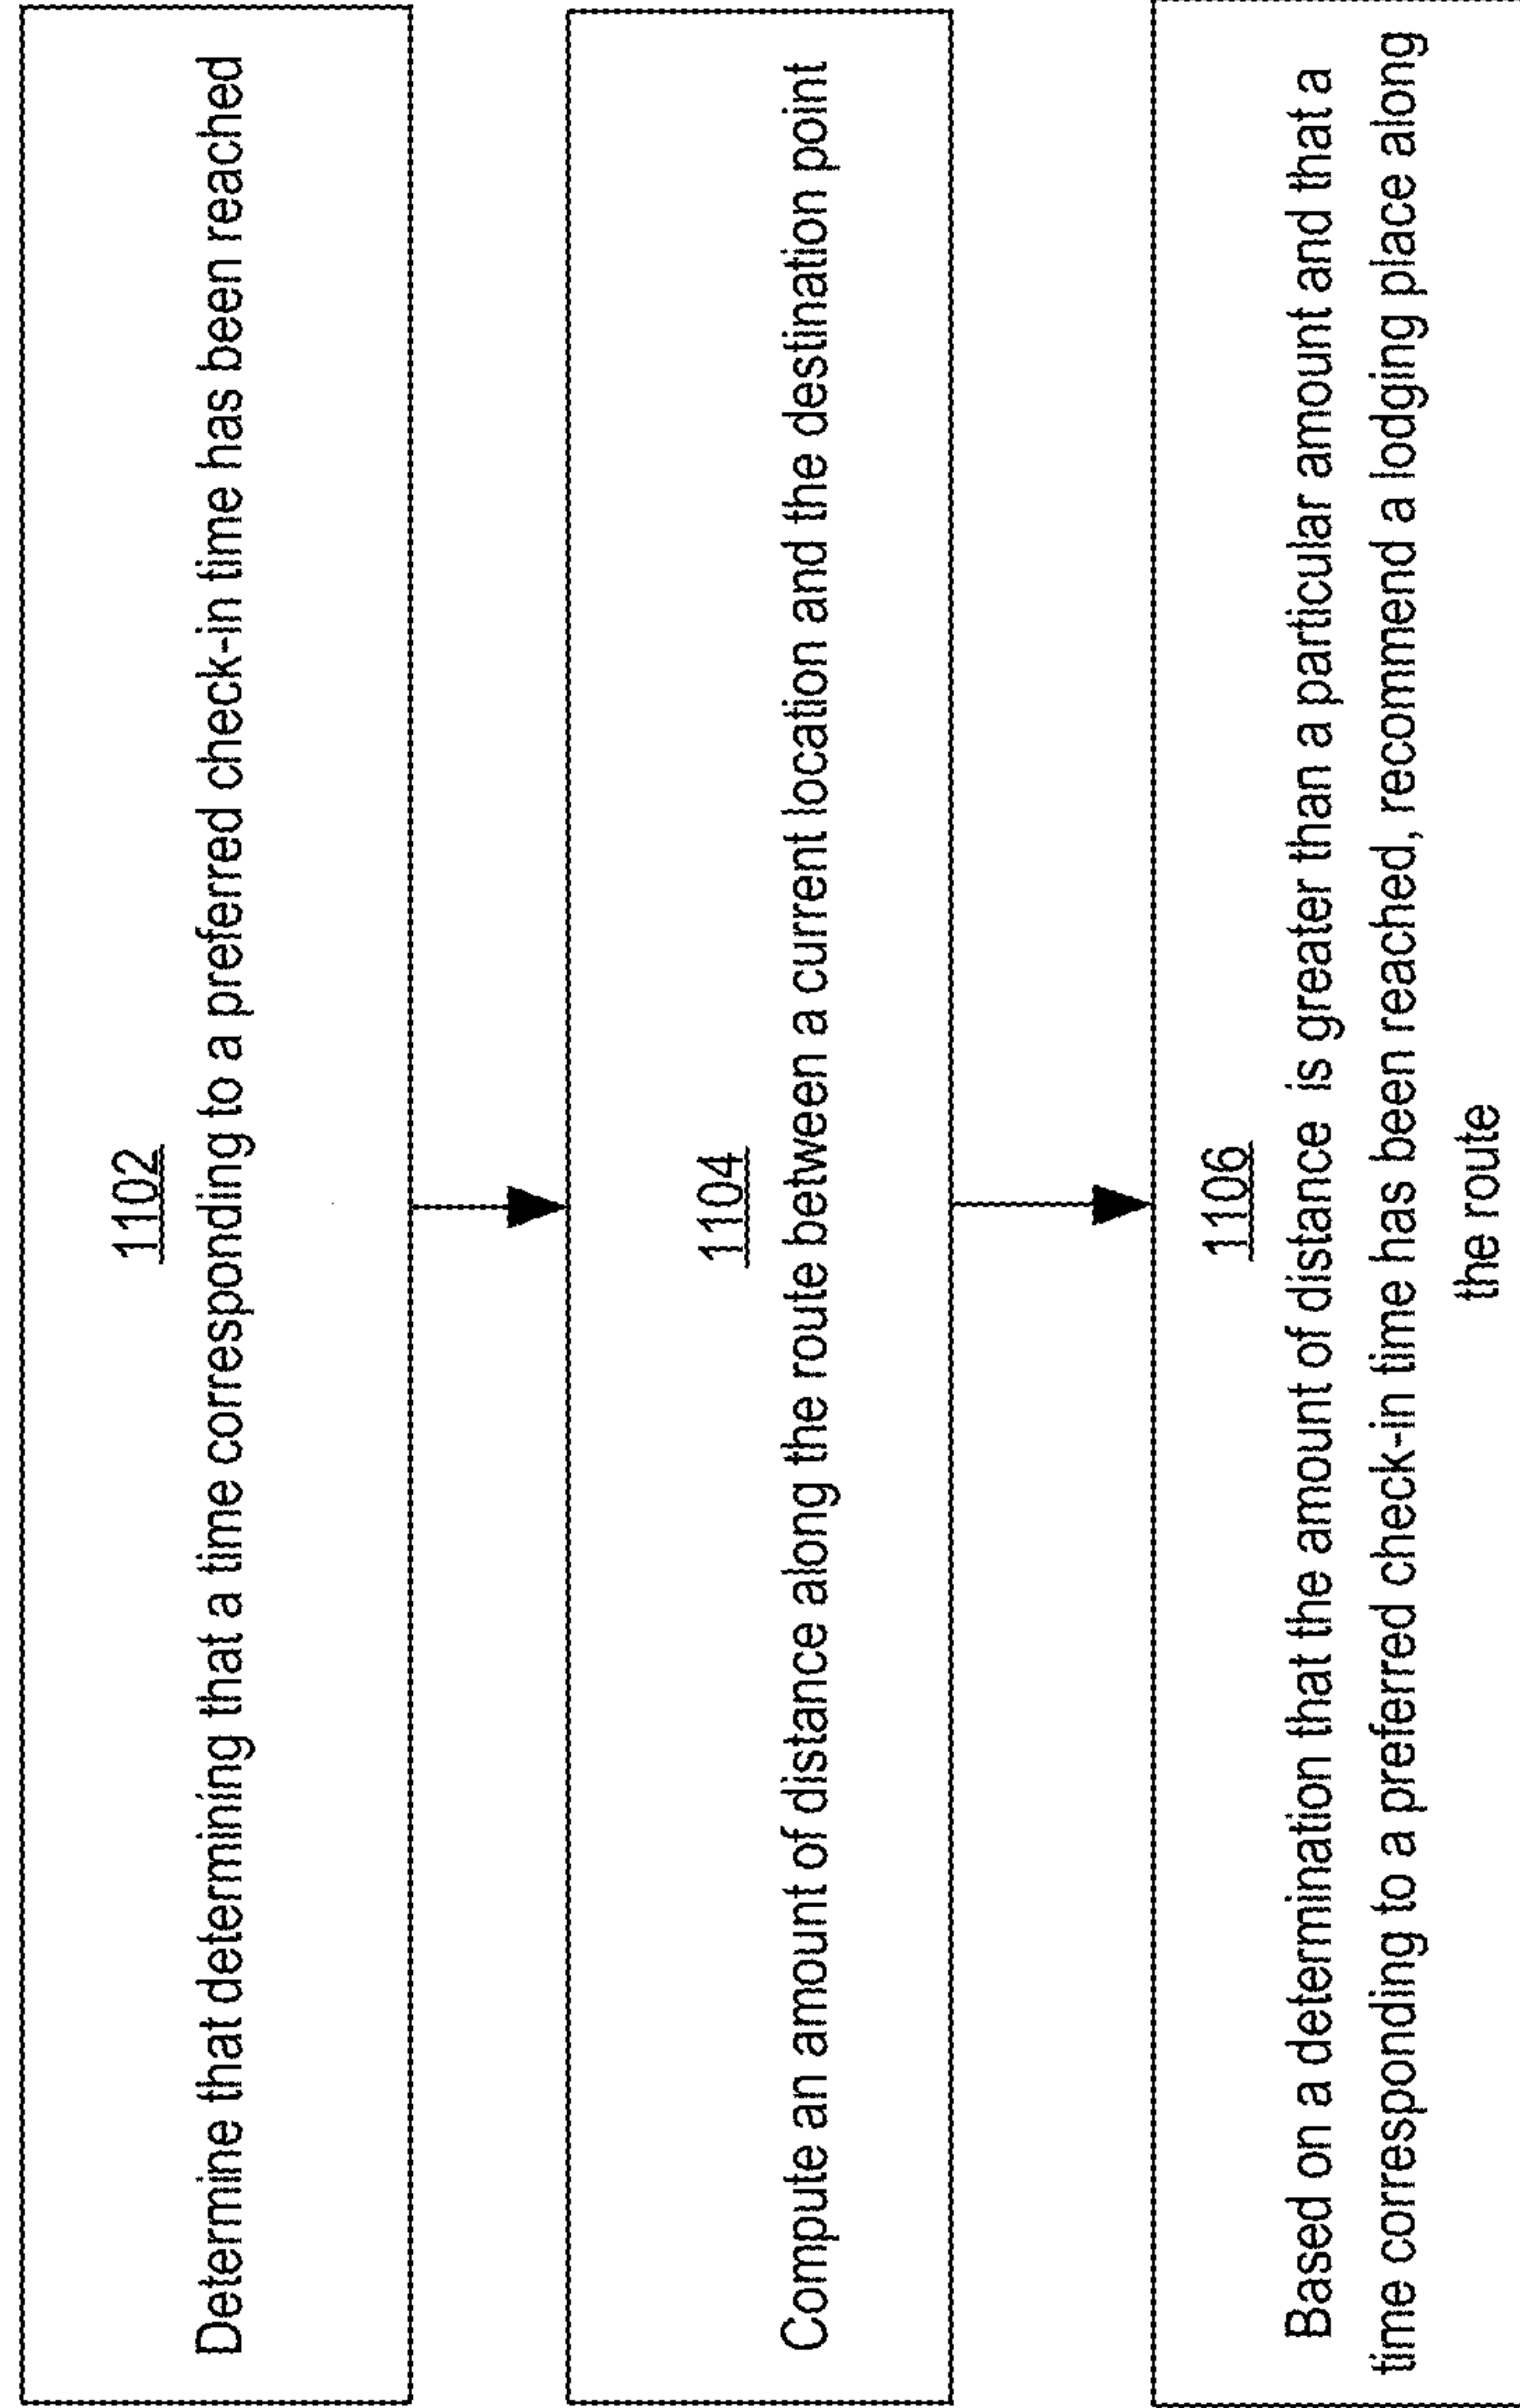 1102
Determine that determining that a time corresponding to a preferred check-in time has been reached
1104
Compute an amount of distance along the route between a current location and the destination point
1106
Based on a determination that the amount of distance is greater than a particular amount and that a
time corresponding to a preferred check-in time has been reached, recommend a lodging place along
the route